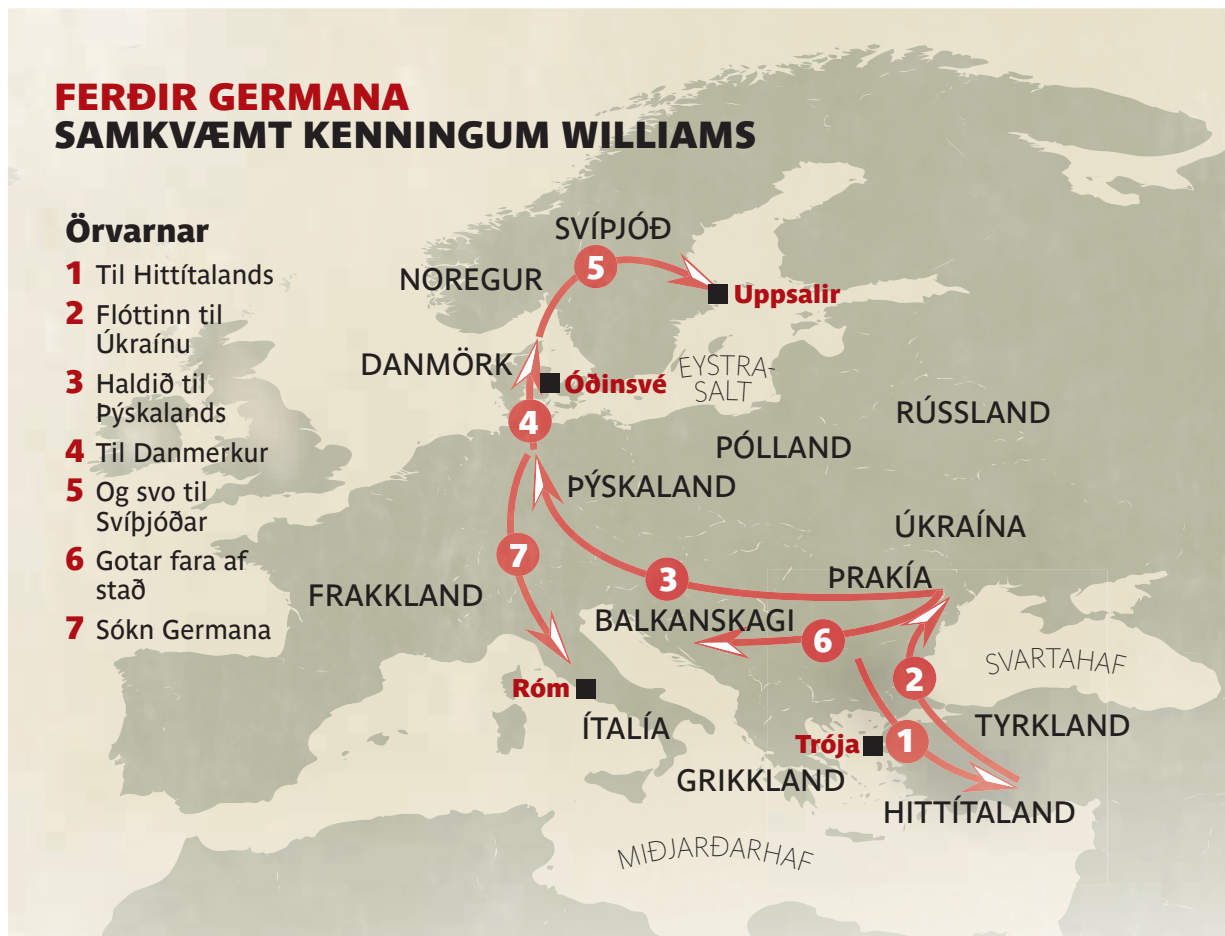 FERÐIR GERMANA
SAMKVÆMT KENNINGUM WILLIAMS
Örvarnar
1 Til Hittítalands
2 Flóttinn til
Úkraínu
3 Haldið til
Þýskalands
4 Til Danmerkur
5 Og svo til
Svíþjóðar
6 Gotar fara af
stað
7 Sókn Germana
SVÍÞJÓÐ
5
NOREGUR
Uppsalir
DANMÖRK
EYSTRA-
SALT
Óðinsvé
4
RÚSSLAND
PÓLLAND
ÞÝSKALAND
ÚKRAÍNA
7
3
ÞRAKÍA
FRAKKLAND
BALKANSKAGI
6
SVARTAHAF
2
Róm
ÍTALÍA
TYRKLAND
Trója
1
GRIKKLAND
HITTÍTALAND
MIÐJARÐARHAF